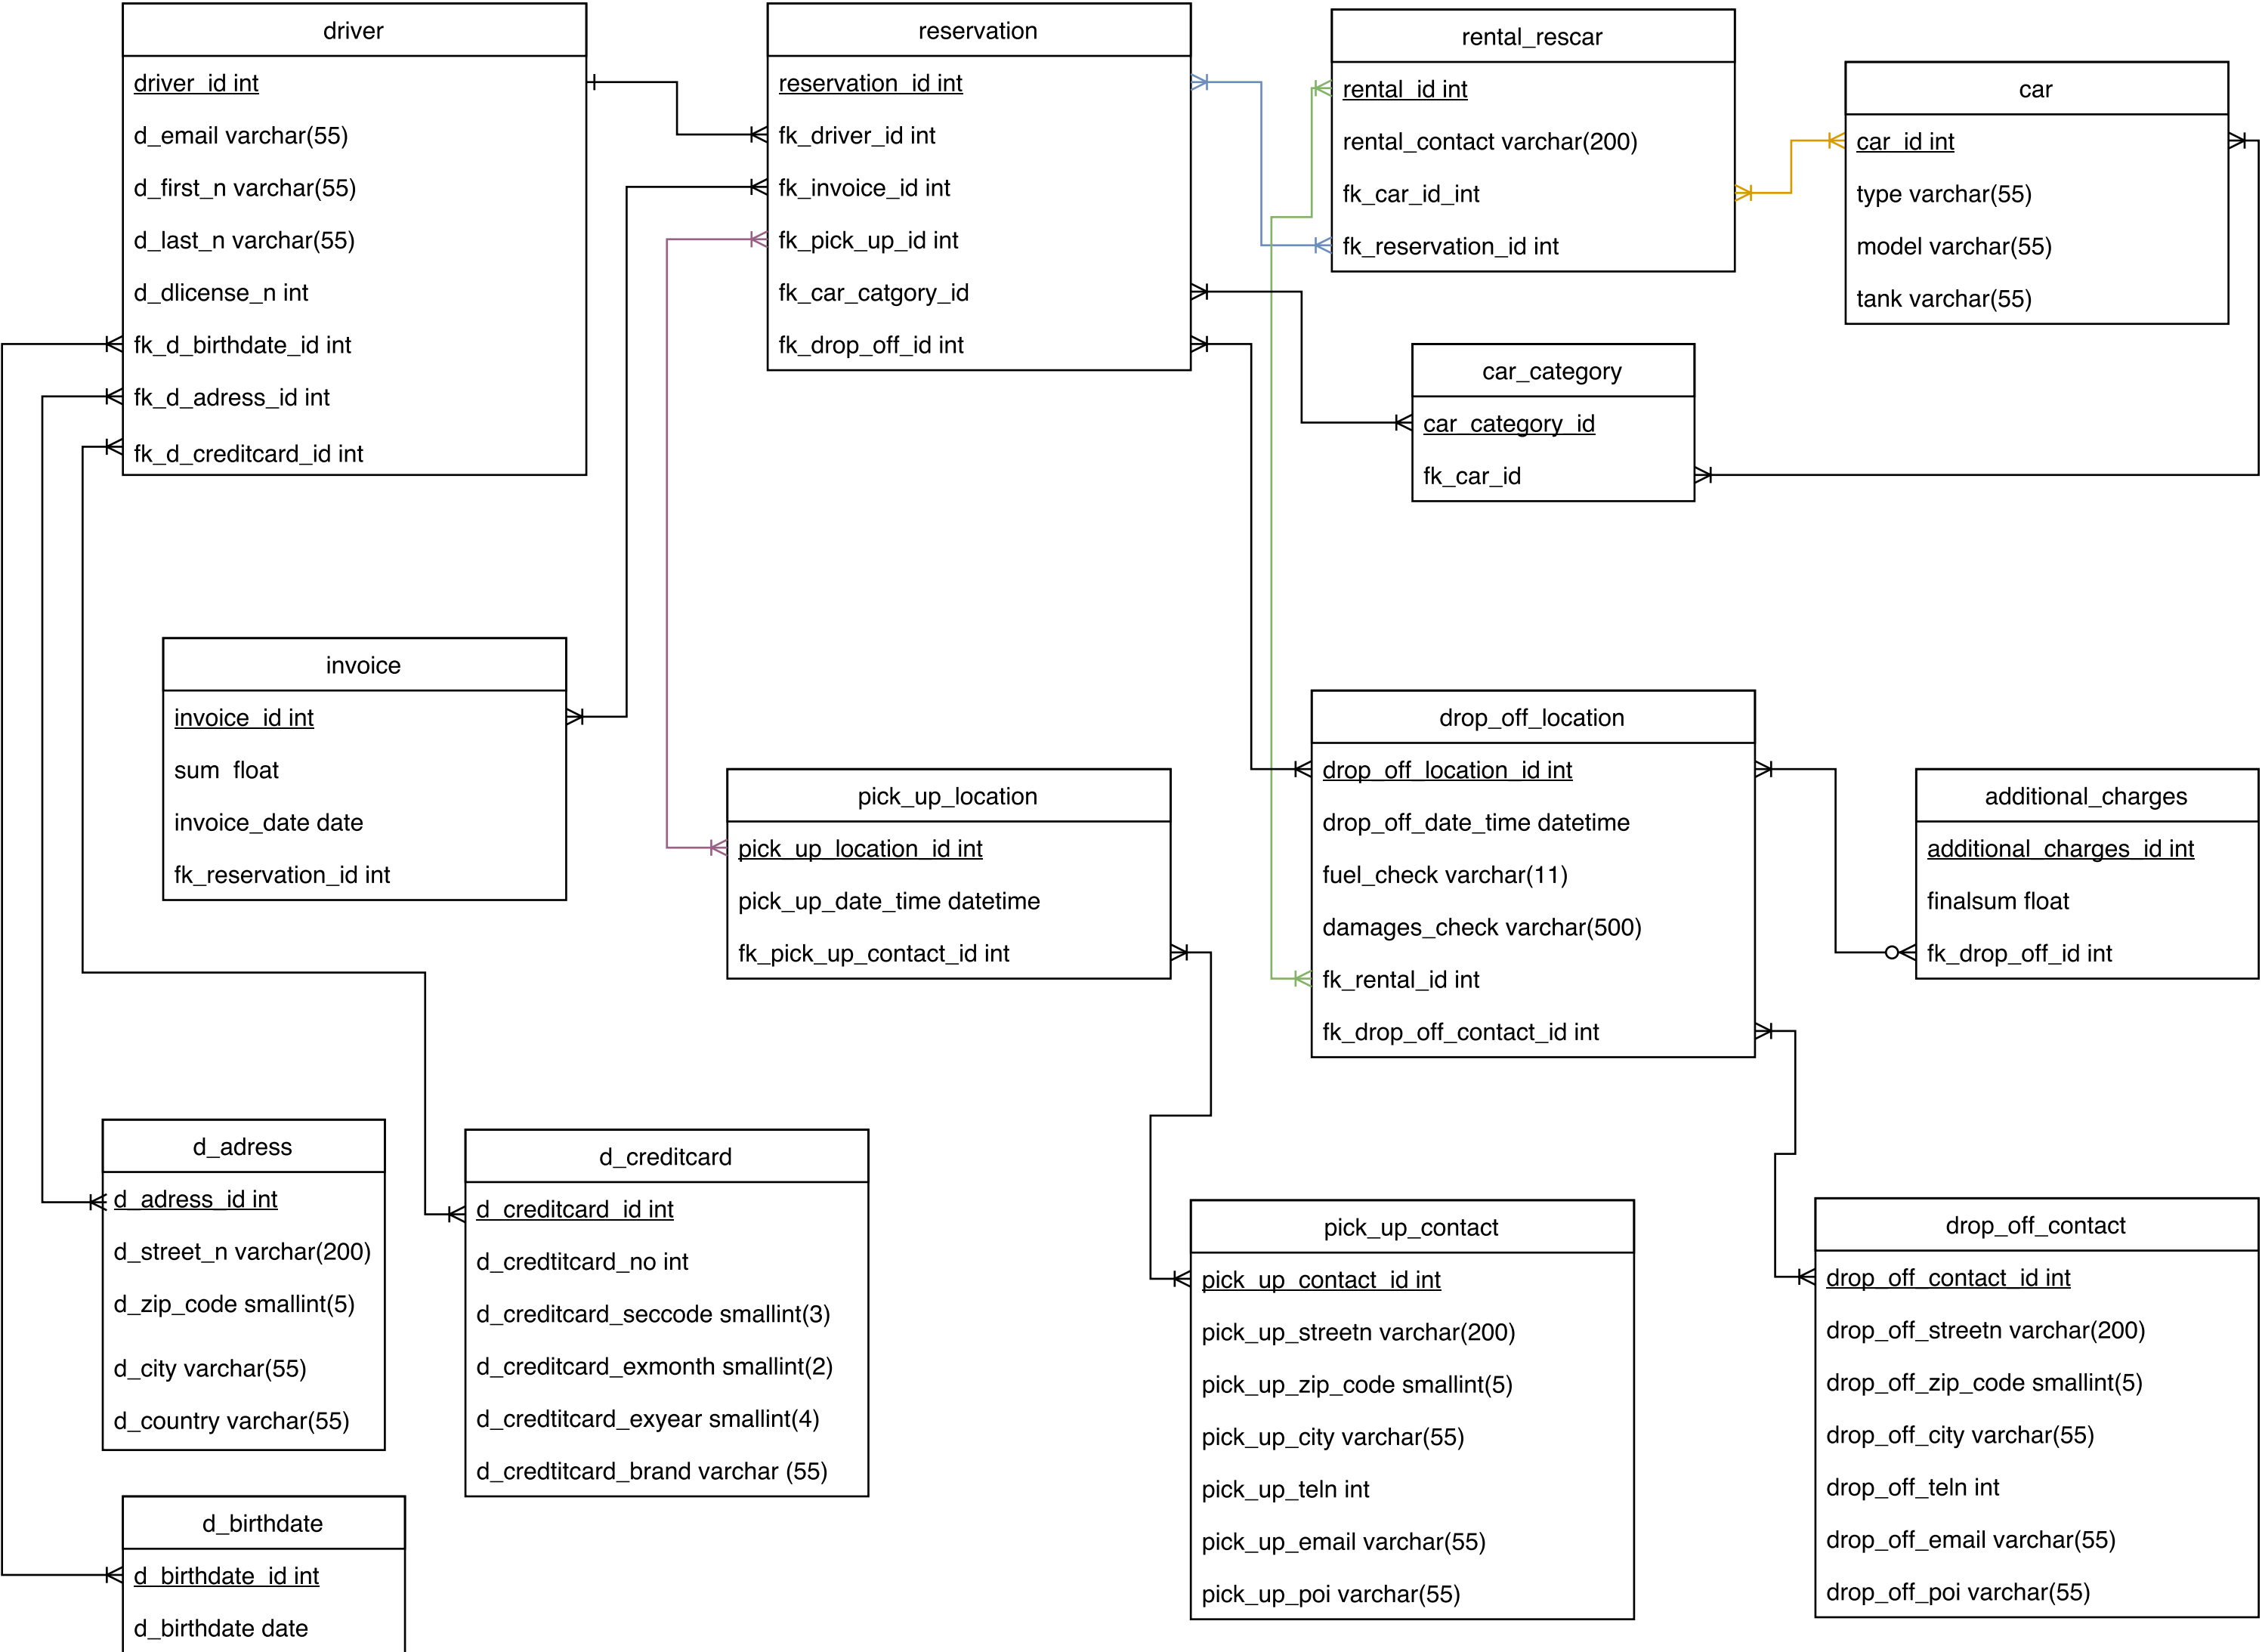 driver
driver_id int
d_email varchar(55)
d_first_n varchar(55)
d_last_n varchar(55)
d_dlicense_n int
fk_d_birthdate_id int
fk_d_adress_id int
fk_d_creditcard_id int
reservation
reservation_id int
fk_driver_id int
fk_invoice_id int
fk_pick_up_id int
fk_car_catgory_id
fk_drop_off_id int
rental_rescar
rental_id int
rental_contact varchar(200)
fk_car_id_int
fk_reservation_id int
car
car_id int
type varchar(55)
model varchar(55)
tank varchar(55)
car_category
car_category_id
fk_car_id
invoice
invoice_id int
sum  float
invoice_date date
fk_reservation_id int
pick_up_location
pick_up_location_id int
pick_up_date_time datetime
fk_pick_up_contact_id int
drop_off_location
drop_off_location_id int
drop_off_date_time datetime
fuel_check varchar(11)
damages_check varchar(500)
fk_rental_id int
fk_drop_off_contact_id int
additional_charges
additional_charges_id int
finalsum float
fk_drop_off_id int
d_adress
d_adress_id int
d_street_n varchar(200)
d_zip_code smallint(5)
d_city varchar(55)
d_country varchar(55)
d_creditcard
d_creditcard_id int
d_credtitcard_no int
d_creditcard_seccode smallint(3)
d_creditcard_exmonth smallint(2)
d_credtitcard_exyear smallint(4)
d_credtitcard_brand varchar (55)
pick_up_contact
pick_up_contact_id int
pick_up_streetn varchar(200)
pick_up_zip_code smallint(5)
pick_up_city varchar(55)
pick_up_teln int
pick_up_email varchar(55)
pick_up_poi varchar(55)
drop_off_contact
drop_off_contact_id int
drop_off_streetn varchar(200)
drop_off_zip_code smallint(5)
drop_off_city varchar(55)
drop_off_teln int
drop_off_email varchar(55)
drop_off_poi varchar(55)
d_birthdate
d_birthdate_id int
d_birthdate date